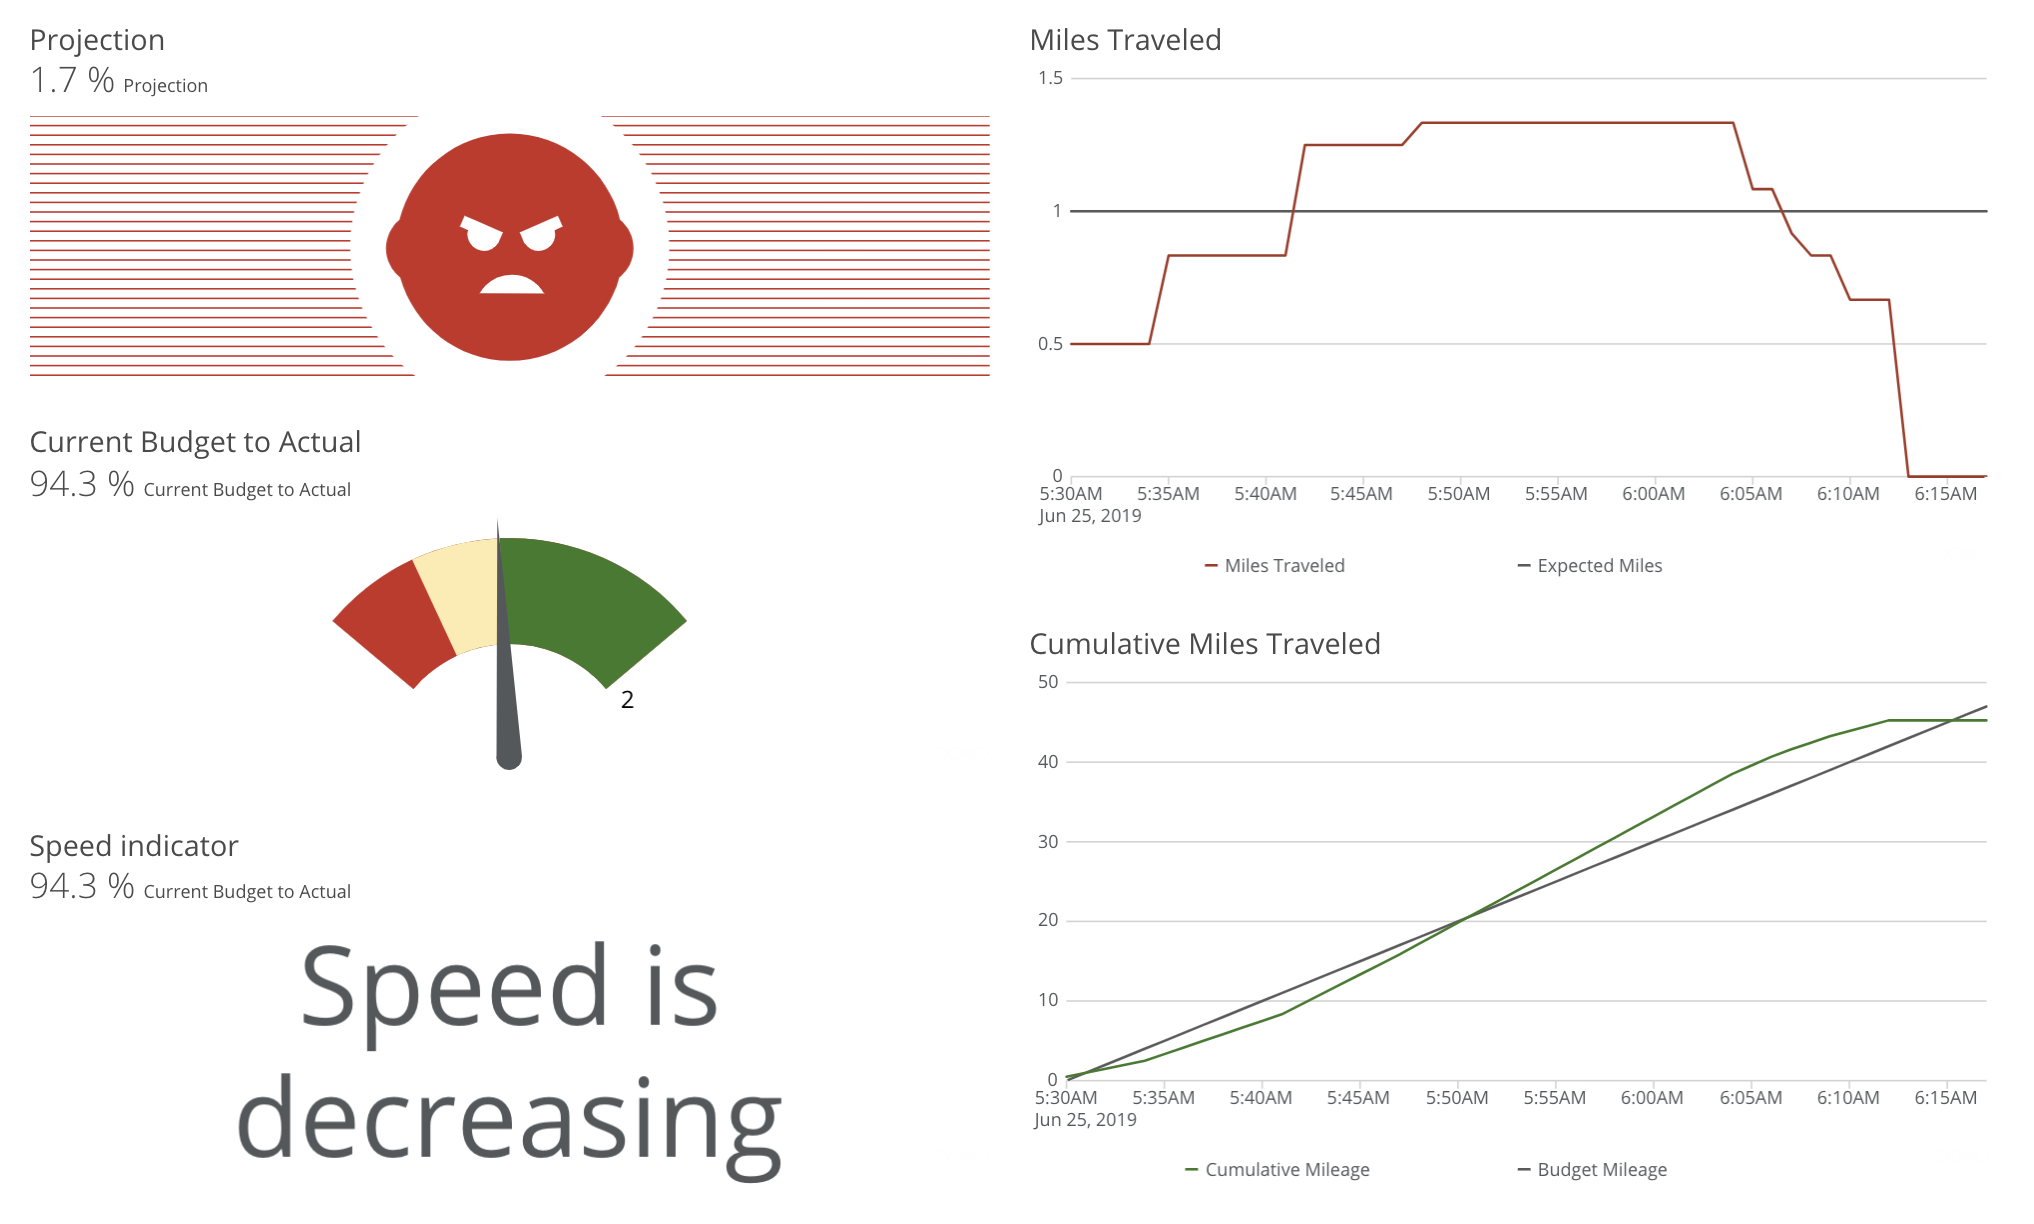 Projection
1.7 % Projection
Current Budget to Actual
94.3 % Current Budget to Actual
2
Speed indicator
94.3 % Current Budget to Actual
Speed is
decreasing
Miles Traveled
1.5
1
0.5
0
5:30AM 5:35AM 5:40AM 5:45AM 5:50AM 5:55AM 6:00AM 6:05AM 6:10AM 6:15AM
Jun 25, 2019
Miles Traveled Expected Miles
Cumulative Miles Traveled
50
40
30
20
10
0
5:30AM 5:35AM 5:40AM 5:45AM 5:50AM 5:55AM 6:00AM 6:05AM 6:10AM 6:15AM
Jun 25, 2019
Cumulative Mileage Budget Mileage